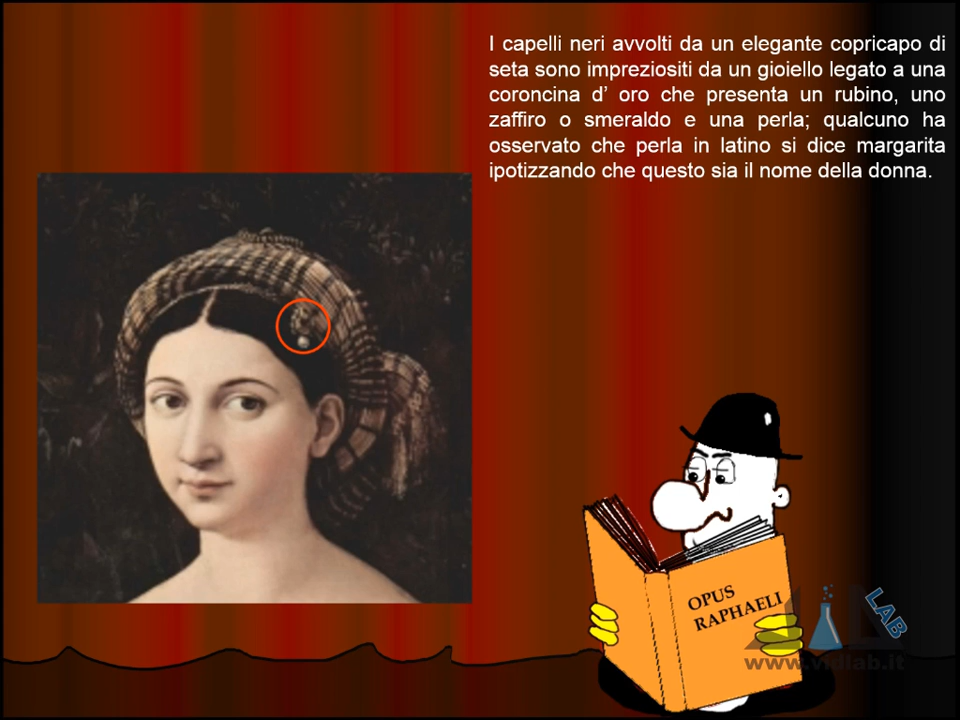 I capelli neri avvolti da un elegante copricapo di
seta sono impreziositi da un gioiello legato a una
coroncina d’ oro che presenta un rubino, uno
zaffiro o smeraldo e una perla; qualcuno ha
osservato che perla in latino si dice margarita
ipotizzando che questo sia il nome della donna.
OPUS
RAPHAELI
LAB
www.vidlab.it